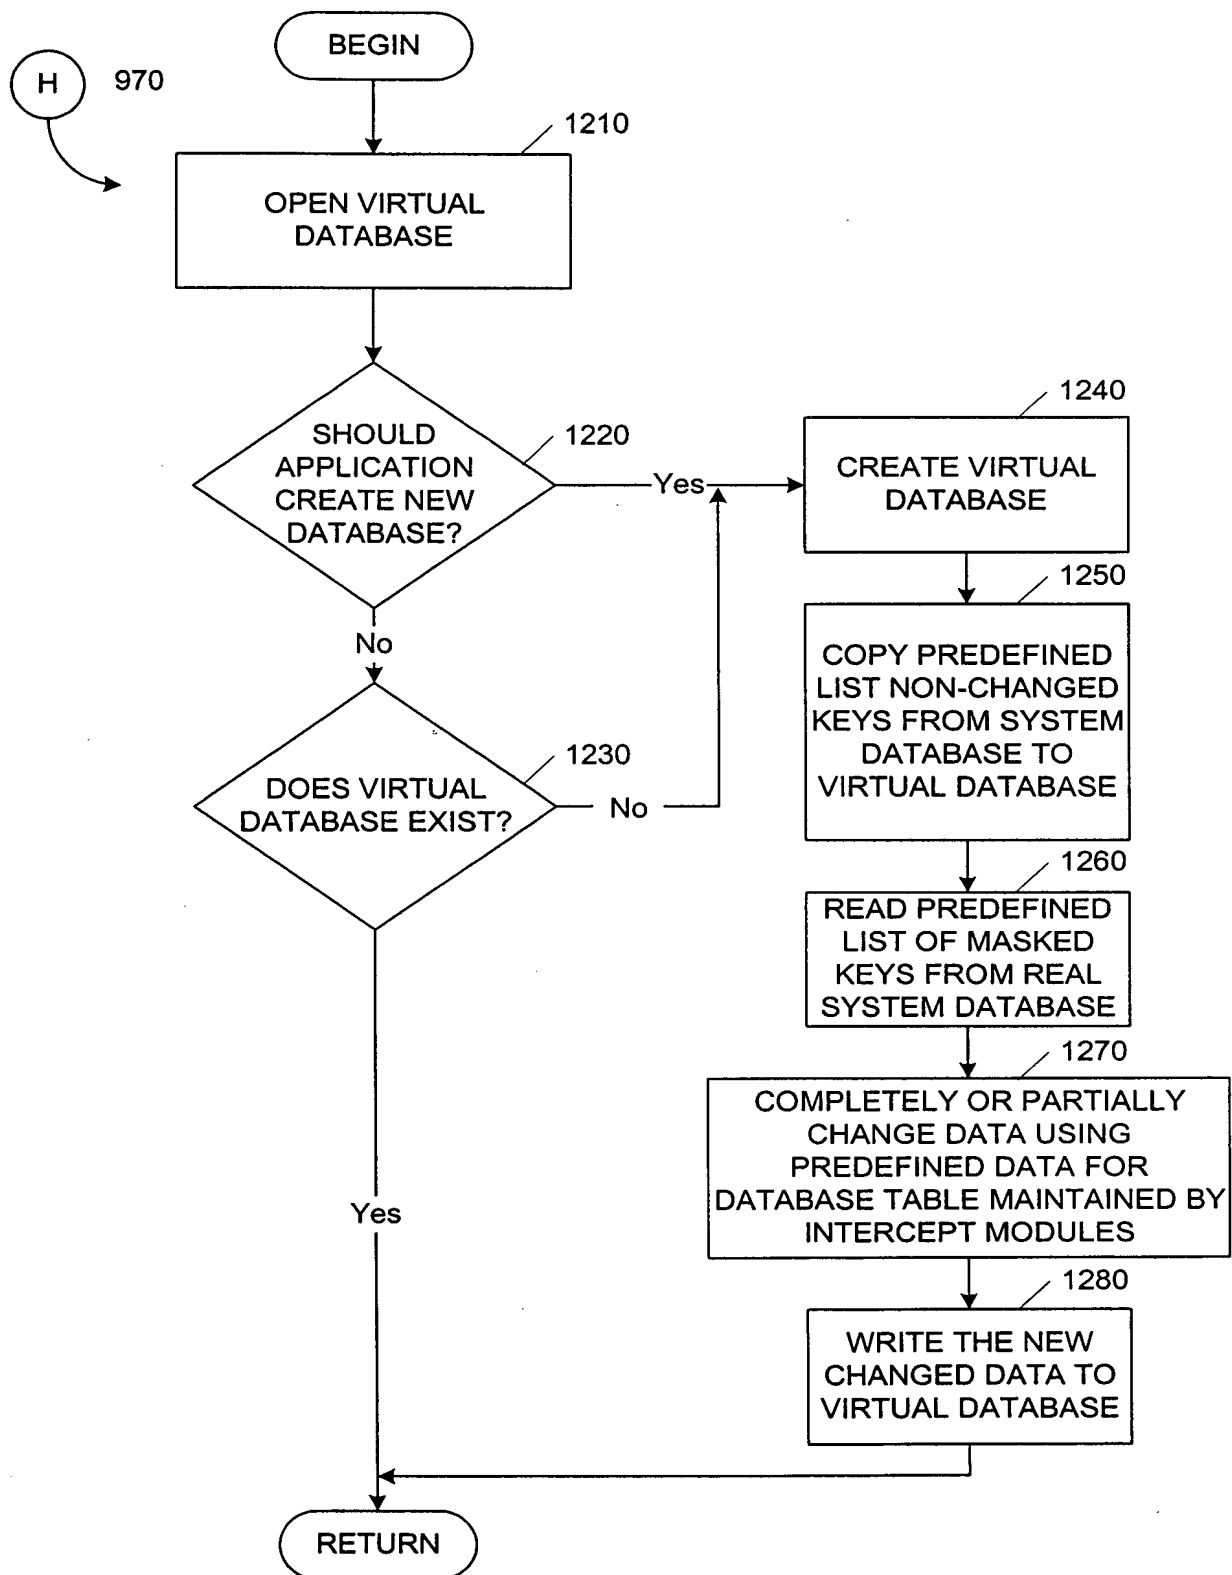 BEGIN
H
970
1210
OPEN VIRTUAL
DATABASE
1220
SHOULD
APPLICATION
CREATE NEW
DATABASE?
Yes
No
1230
DOES VIRTUAL
DATABASE EXIST?
No
Yes
1240
CREATE VIRTUAL
DATABASE
1250
COPY PREDEFINED
LIST NON-CHANGED
KEYS FROM SYSTEM
DATABASE TO
VIRTUAL DATABASE
1260
READ PREDEFINED
LIST OF MASKED
KEYS FROM REAL
SYSTEM DATABASE
1270
COMPLETELY OR PARTIALLY
CHANGE DATA USING
PREDEFINED DATA FOR
DATABASE TABLE MAINTAINED BY
INTERCEPT MODULES
1280
WRITE THE NEW
CHANGED DATA TO
VIRTUAL DATABASE
RETURN